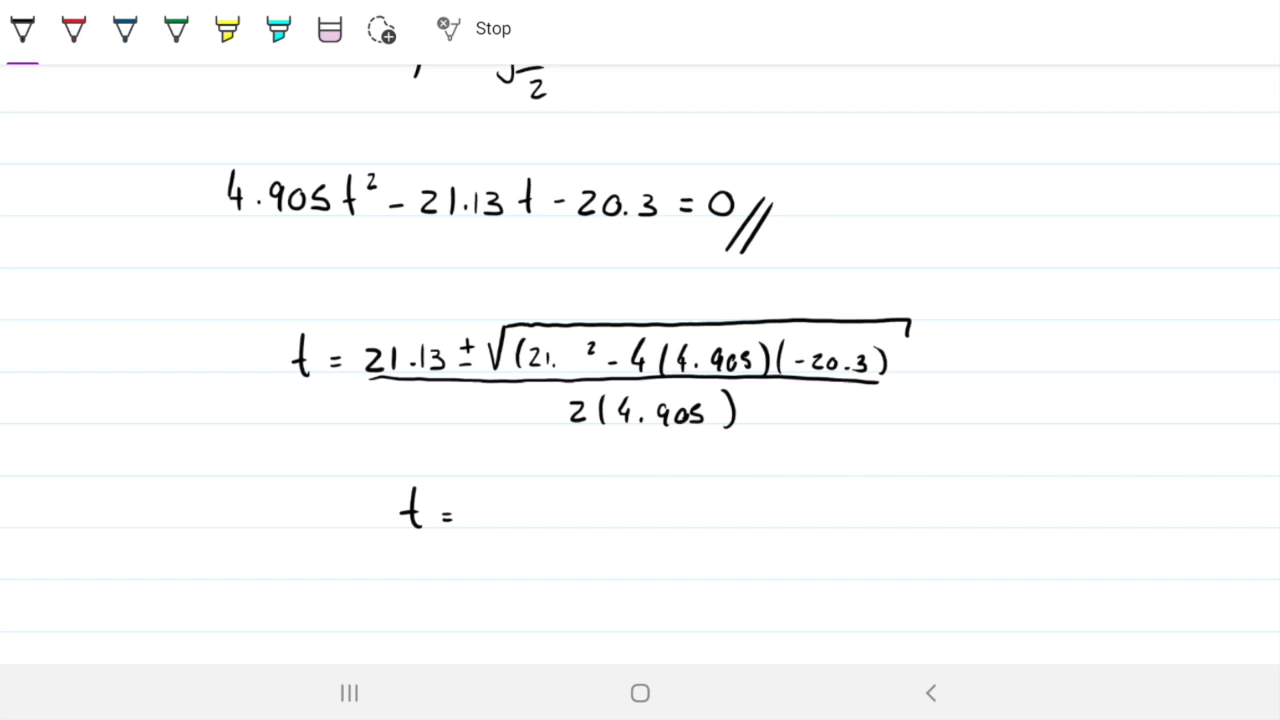 Stop
, √2
4.905t² - 21.13t - 20.3 = 0//
t = 21.13 ± √(21. ² - 4(4.905)(-20.3)
2(4.905)
t =